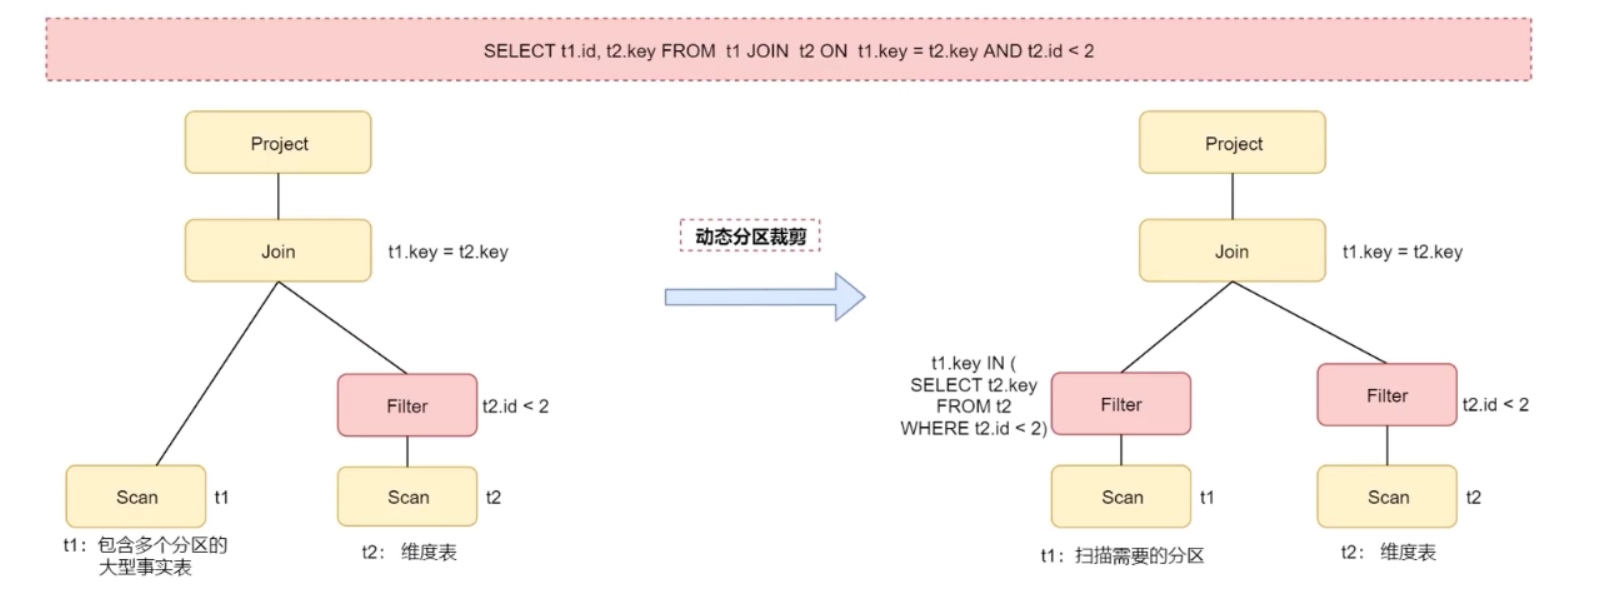 SELECT t1.id, t2.key FROM t1 JOIN t2 ON t1.key = t2.key AND t2.id < 2
Project
Join
t1.key = t2.key
Filter
t2.id < 2
Scan
t1
Scan
t2
t1：包含多个分区的
大型事实表
t2：维度表
动态分区裁剪
Project
Join
t1.key = t2.key
t1.key IN (
SELECT t2.key
FROM t2
WHERE t2.id < 2)
Filter
Filter
t2.id < 2
Scan
t1
Scan
t2
t1：扫描需要的分区
t2：维度表